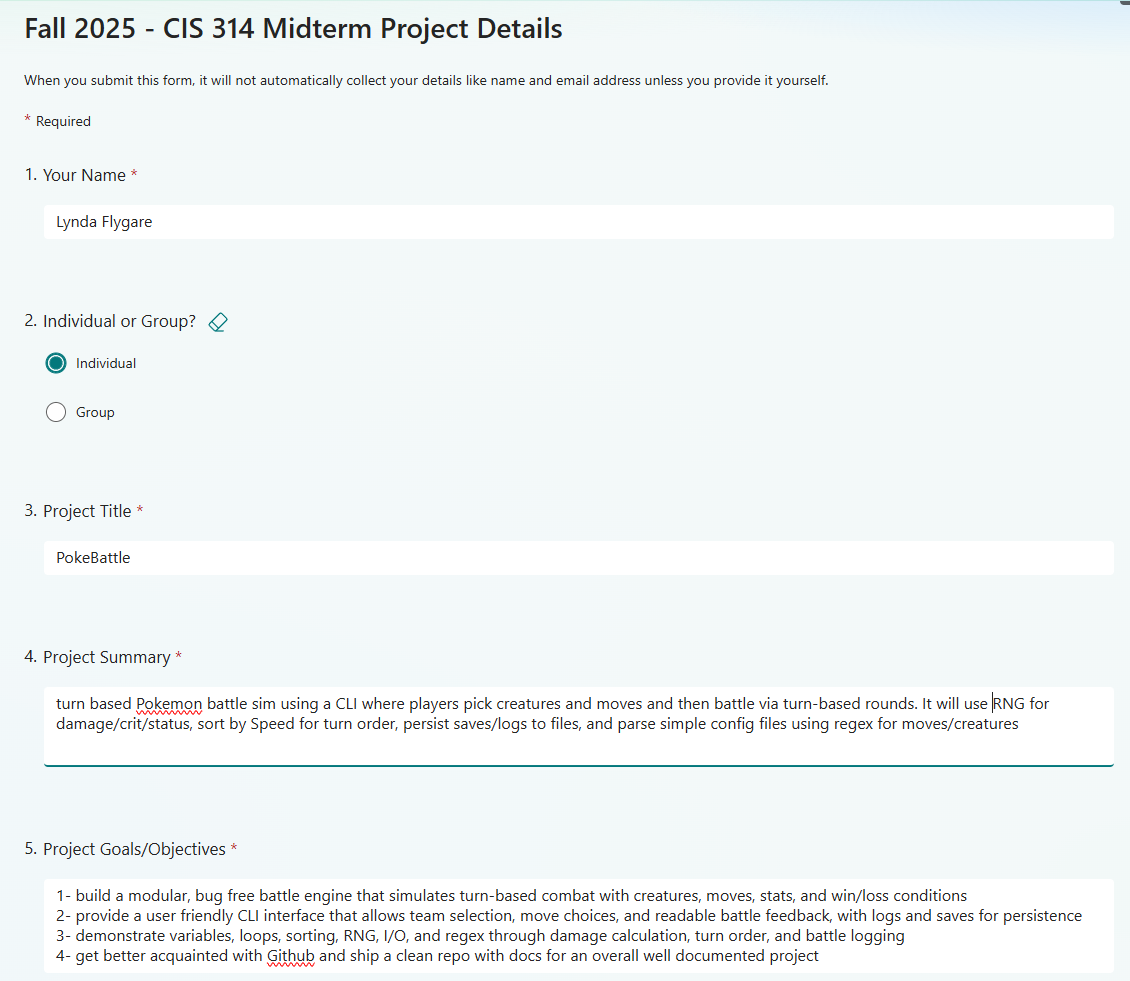 Fall 2025 - CIS 314 Midterm Project Details
When you submit this form, it will not automatically collect your details like name and email address unless you provide it yourself.
* Required
1. Your Name *
Lynda Flygare
2. Individual or Group?
Individual
Group
3. Project Title *
PokeBattle
4. Project Summary *
turn based Pokemon battle sim using a CLI where players pick creatures and moves and then battle via turn-based rounds. It will use RNG for
damage/crit/status, sort by Speed for turn order, persist saves/logs to files, and parse simple config files using regex for moves/creatures
5. Project Goals/Objectives *
1- build a modular, bug free battle engine that simulates turn-based combat with creatures, moves, stats, and win/loss conditions
2- provide a user friendly CLI interface that allows team selection, move choices, and readable battle feedback, with logs and saves for persistence
3- demonstrate variables, loops, sorting, RNG, I/O, and regex through damage calculation, turn order, and battle logging
4- get better acquainted with Github and ship a clean repo with docs for an overall well documented project